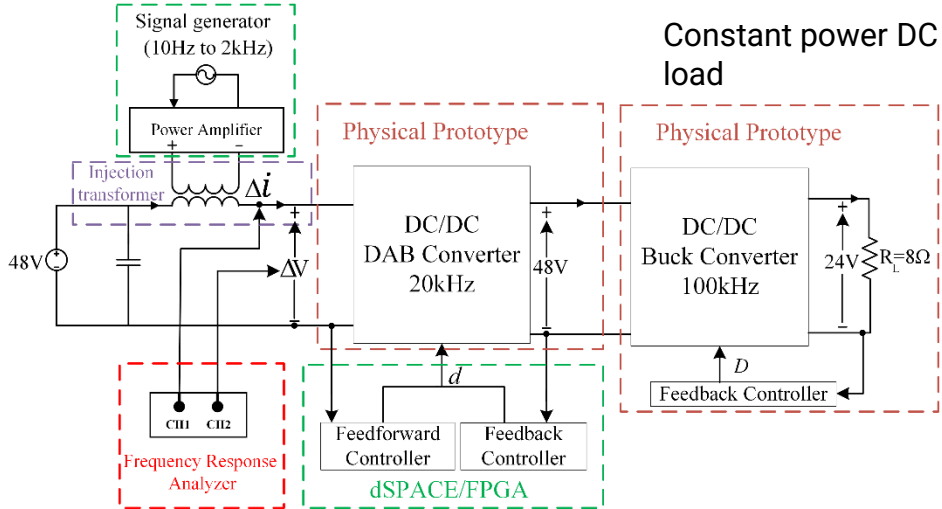 Signal generator
(10Hz to 2kHz)
Constant power DC
load
Power Amplifier
+
−
Injection
transformer
Δi
Physical Prototype
Physical Prototype
48V
+
-
+
ΔV
−
DC/DC
DAB Converter
20kHz
+
48V
−
DC/DC
Buck Converter
100kHz
+
24V
−
RL=8Ω
d
D
Feedback Controller
CH1
CH2
Frequency Response
Analyzer
Feedforward
Controller
Feedback
Controller
dSPACE/FPGA